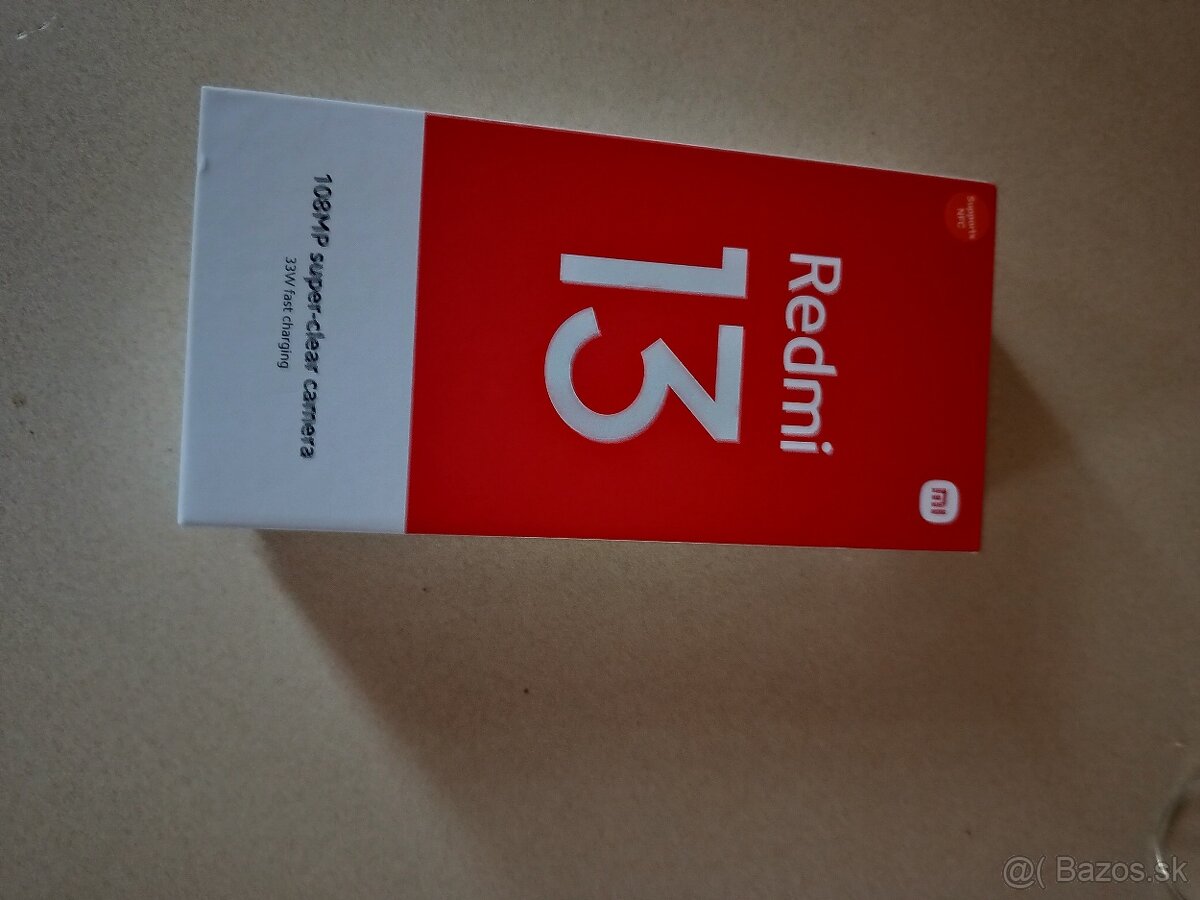 Supports
NFC
mi
Redmi
13
108MP super-clear camera
33W fast charging
@( Bazos.sk